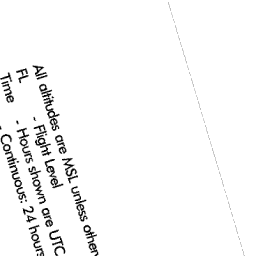 All altitudes are MSL unless other
FL - Flight Level
Time - Hours shown are UTC
- Continuous: 24 hours